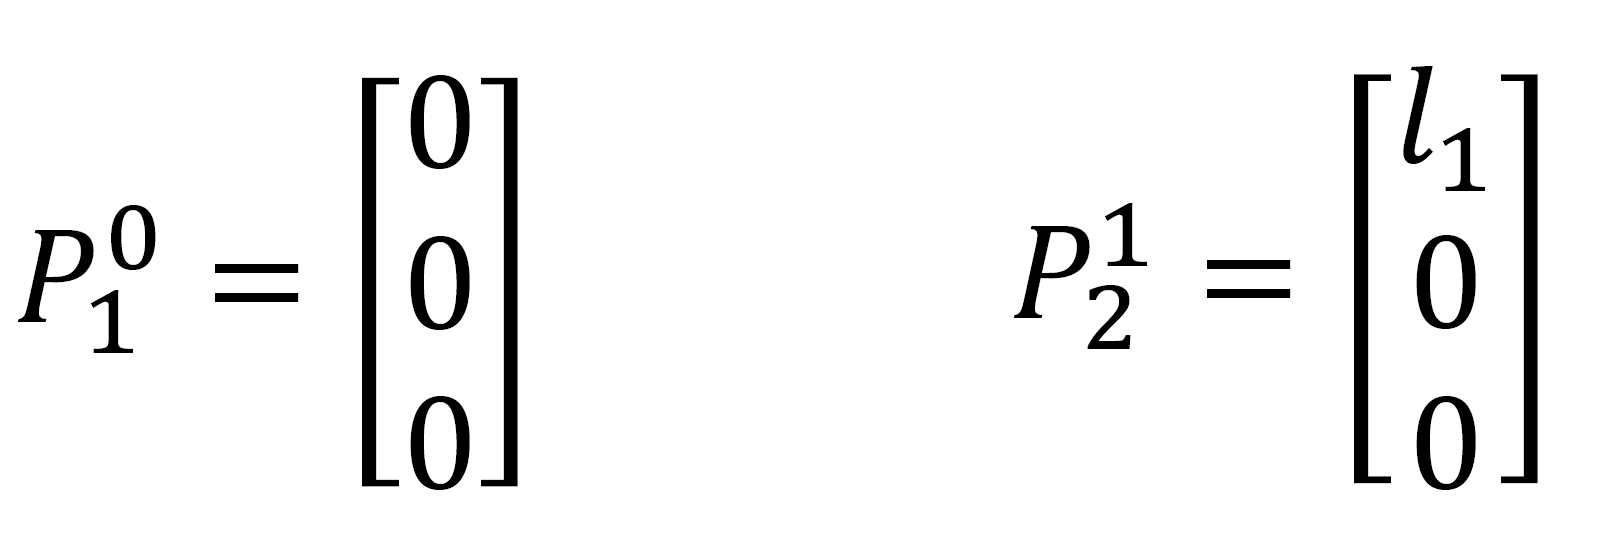 P_1^0 = [0 0 0]
P_2^1 = [l_1 0 0]